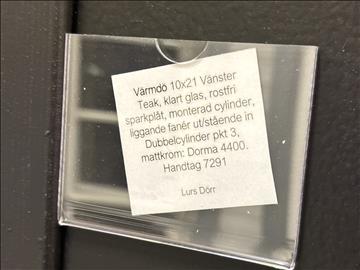 Värmdö 10x21 Vänster
Teak, klart glas, rostfri
sparkplåt, monterad cylinder,
liggande fanér ut/stående in
Dubbelcylinder pkt 3,
mattkrom: Dorma 4400.
Handtag 7291
Lurs Dörr